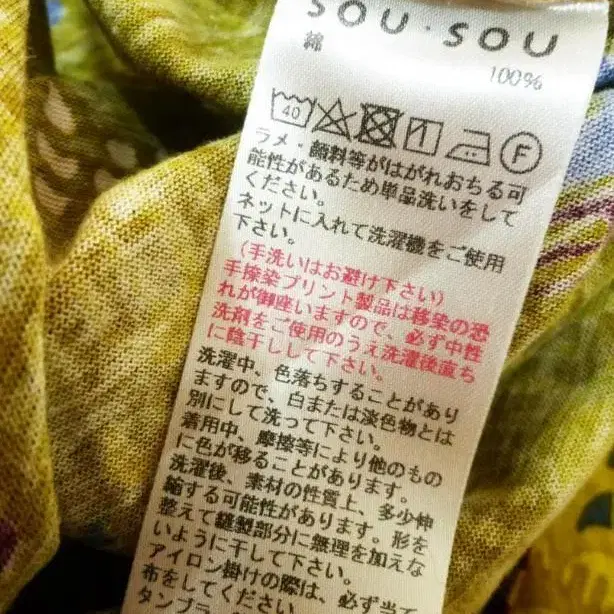 SOU・SOU
綿 100%
40 F
ラメ・顔料等がはがれおちる可
能性があるため単品洗いをして
ください。
ネットに入れて洗濯機をご使用
下さい。
（手洗いはお避け下さい）
手捺染プリント製品は移染の恐
れが御座いますので、必ず中性
洗剤をご使用のうえ洗濯後直ち
に陰干しして下さい。
洗濯中、色落ちすることがあり
ますので、白または淡色物とは
別にして洗って下さい。
着用中、摩擦等により他のもの
に色が移ることがあります。
洗濯後、素材の性質上、多少伸
縮する可能性があります。形を
整えて縫製部分に無理を加えな
いように干して下さい。
アイロン掛けの際は、必ず当て
布をしてください。
タンブラ